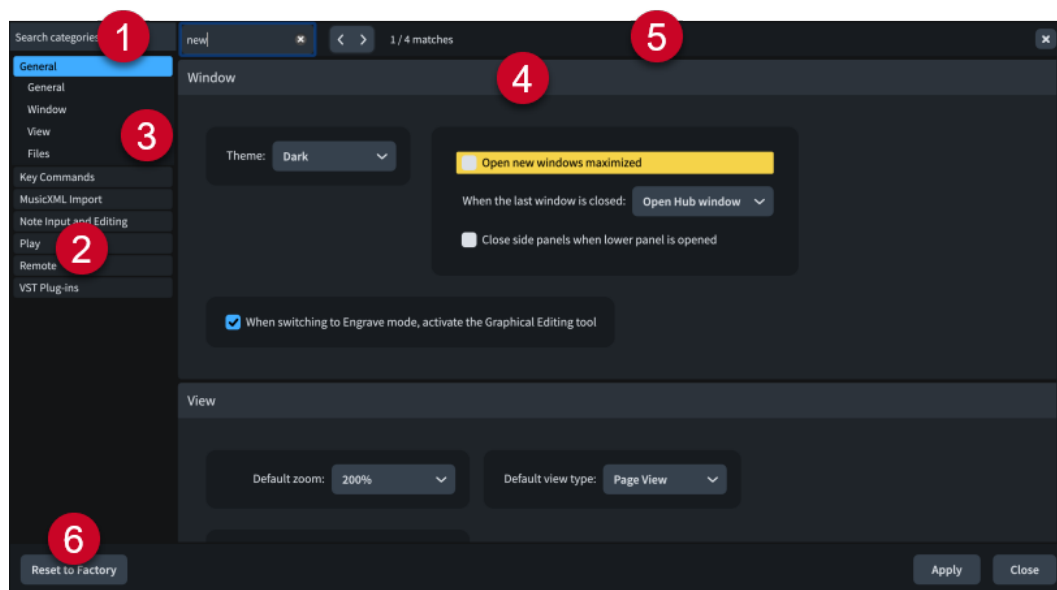 Search categories 1
new
1 / 4 matches
5
General
General
Window
View
Files
3
Key Commands
MusicXML Import
Note Input and Editing
Play
2
Remote
VST Plug-ins
Window
4
Theme: Dark
Open new windows maximized
When the last window is closed: Open Hub window
Close side panels when lower panel is opened
When switching to Engrave mode, activate the Graphical Editing tool
View
Default zoom: 200%
Default view type: Page View
6
Reset to Factory
Apply
Close